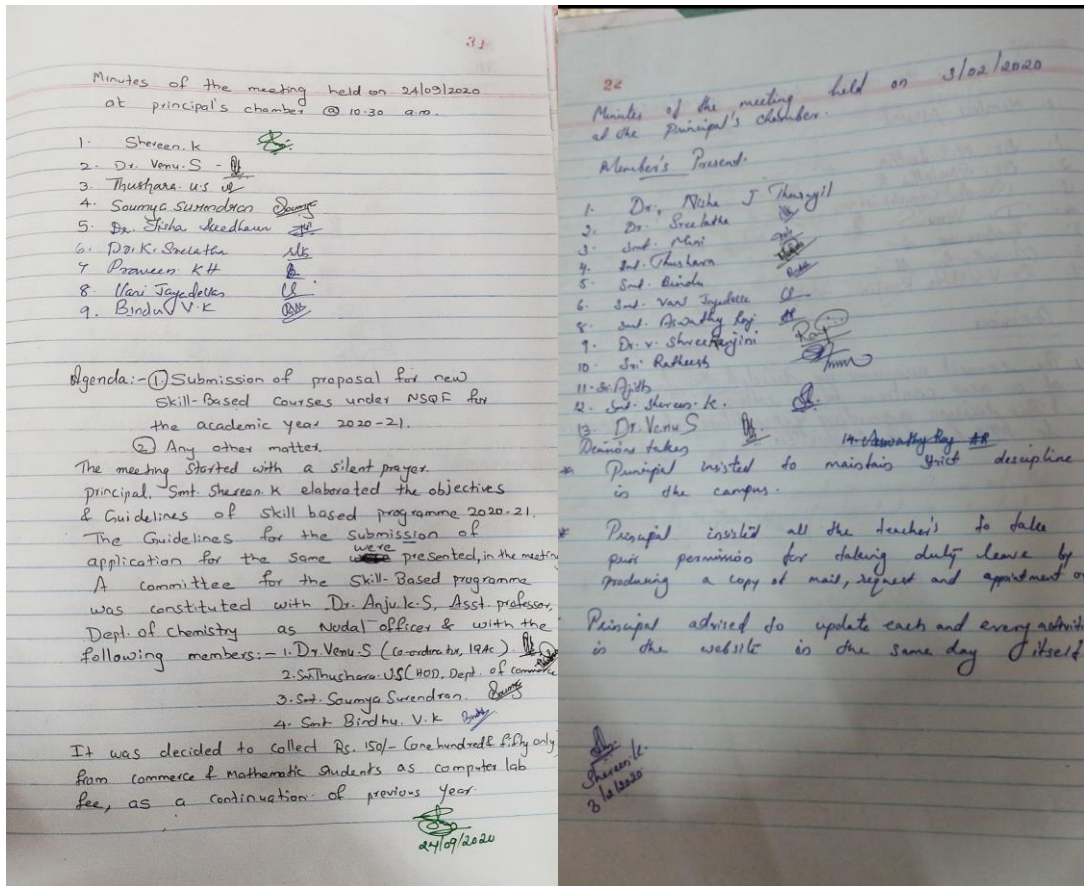 31
Minutes of the meeting held on 24/09/2020
at principal's chamber @ 10:30 a.m.
1. Shereen.k
2. Dr. Venu.S -
3. Thushara. U.S
4. Soumya Surendran
5. Dr. Jisha
6. Dr. K. Sreelatha
7 Praveen KH
8. Vani Jayadevan
9. Bindu V.K
Agenda:- ① Submission of proposal for new
Skill-Based courses under NSQF for
the academic year 2020-21.
② Any other matter.
The meeting started with a silent prayer.
principal, Smt. Shereen.K elaborated the objectives
& Guidelines of skill based programme 2020-21.
The Guidelines for the submission of
application for the same were presented, in the meeting
A committee for the Skill-Based programme
was constituted with Dr. Anju.K.S, Asst. professor,
Dept. of Chemistry as Nodal officer & with the
following members:- 1. Dr. Venu.S (co-ordinator, IQAC)
2. Smt Thushara.U.S (HOD, Dept. of commerce
3. Smt. Soumya Surendran.
4. Smt Bindhu. V.K
It was decided to collect Rs. 150/- (one hundred & fifty only
from commerce & Mathematic students as computer lab
fee, as a continuation of previous year.
24/09/2020
22
Minutes of the meeting held on 3/02/2020
at the Principal's chamber.
Member's Present.
1. Dr. Nisha J Tharayil
2. Dr. Sreelatha
3. Smt. Mini
4. Smt. Thushara
5. Smt. Bindu
6. Smt. Vani Jayadevan
8. Smt. Aswathy Raj
9. Dr. V. Shreeranjini
10. Sri Ratheesh
11. Sri Ajith
12. Smt. Shereen.K.
13. Dr. Venu S
14. Aswathy Raj AR
Decisions taken
* Principal insisted to maintain strict descipline
in the campus.
* Principal insisted all the teacher's to take
prior permission for taking duty leave by
producing a copy of mail, request and appointment or
Principal advised to update each and every activit
in the website in the same day itself
Shereen.K.
3/2/2020